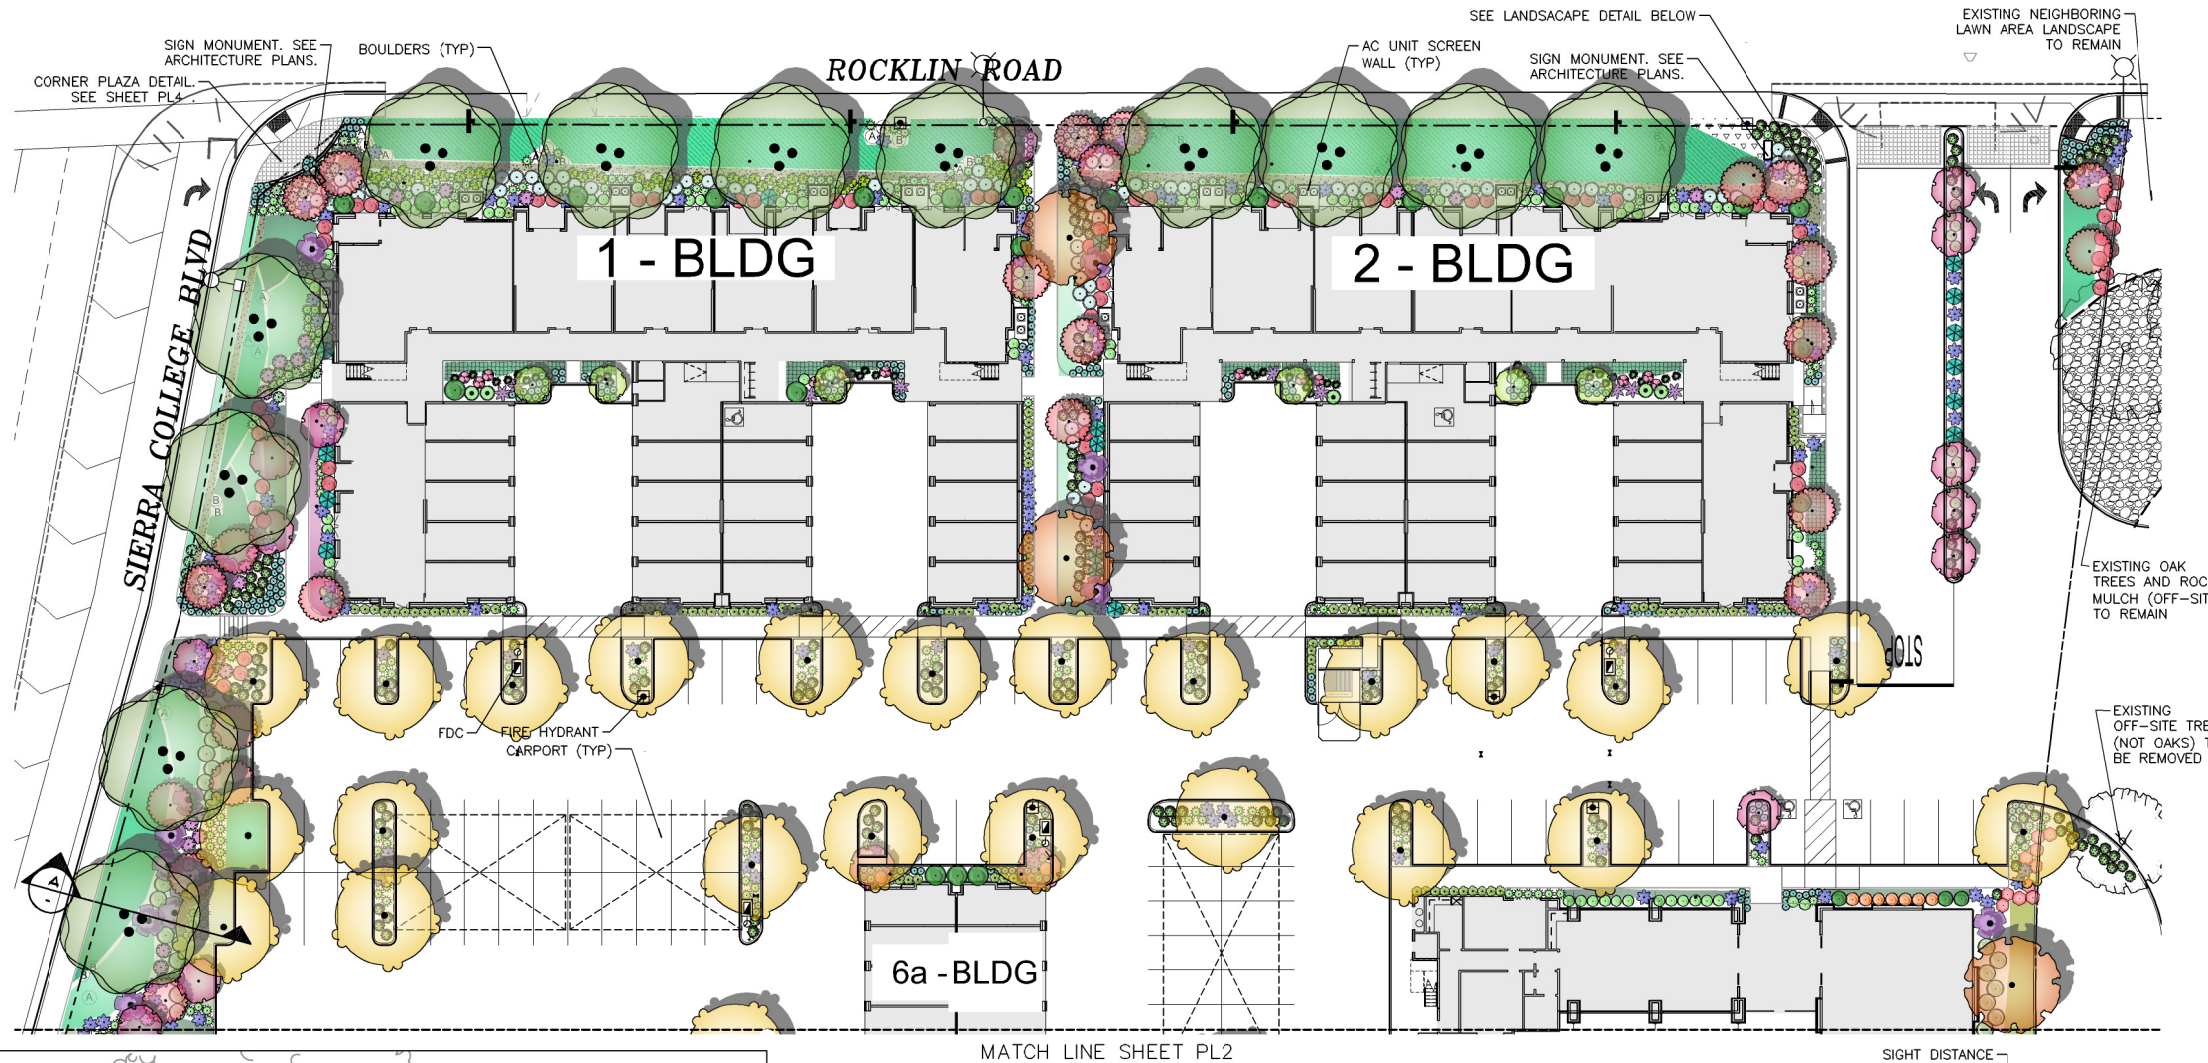 SEE LANDSACAPE DETAIL BELOW
EXISTING NEIGHBORING
LAWN AREA LANDSCAPE
TO REMAIN
SIGN MONUMENT. SEE
ARCHITECTURE PLANS.
BOULDERS (TYP)
AC UNIT SCREEN
WALL (TYP)
SIGN MONUMENT. SEE
ARCHITECTURE PLANS.
CORNER PLAZA DETAIL.
SEE SHEET PL4.
ROCKLIN ROAD
SIERRA COLLEGE BLVD
1 - BLDG
2 - BLDG
EXISTING OAK
TREES AND ROC
MULCH (OFF-SIT
TO REMAIN
STOP
FDC
FIRE HYDRANT
CARPORT (TYP)
EXISTING
OFF-SITE TRE
(NOT OAKS) T
BE REMOVED
A
-
6a - BLDG
MATCH LINE SHEET PL2
SIGHT DISTANCE